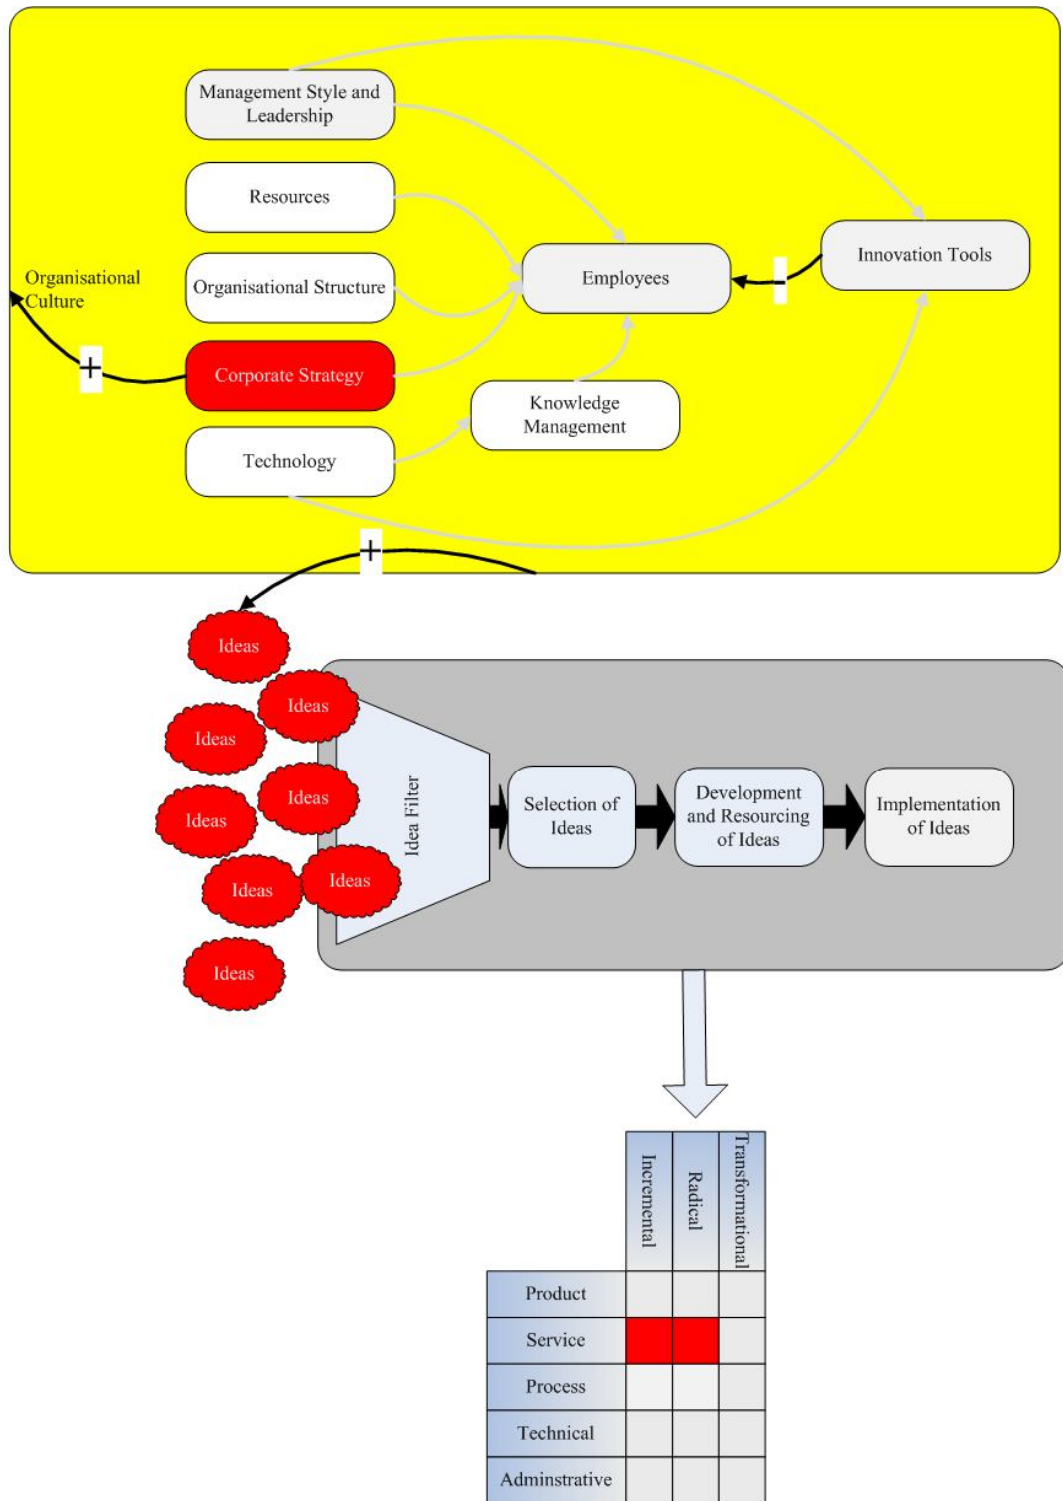 Management Style and
Leadership
Resources
Organisational Structure
Corporate Strategy
Technology
Organisational
Culture
+
Employees
Knowledge
Management
Innovation Tools
-
+
Ideas
Ideas
Ideas
Ideas
Ideas
Ideas
Ideas
Ideas
Idea Filter
Selection of
Ideas
Development
and Resourcing
of Ideas
Implementation
of Ideas
Incremental
Radical
Transformational
Product
Service
Process
Technical
Adminstrative